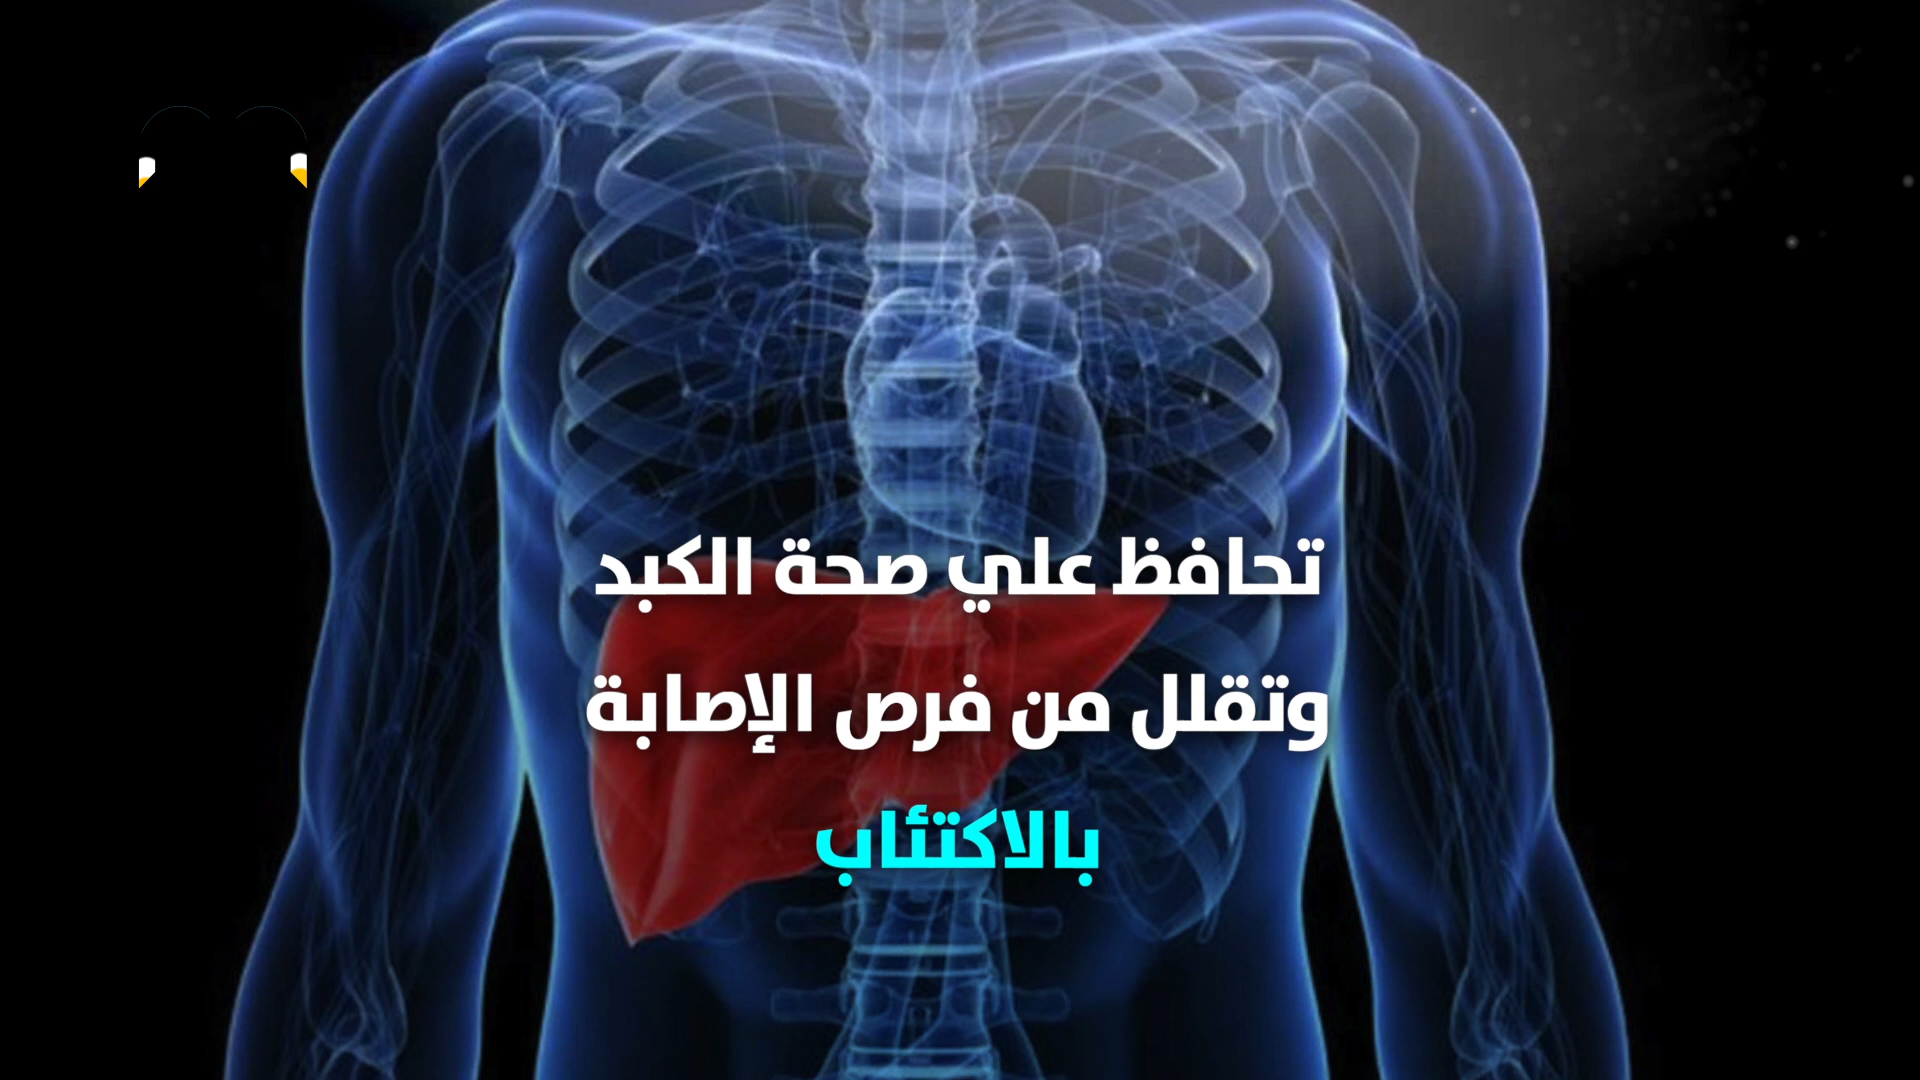 تحافظ علي صحة الكبد
وتقلل من فرص الإصابة
بالاكتئاب